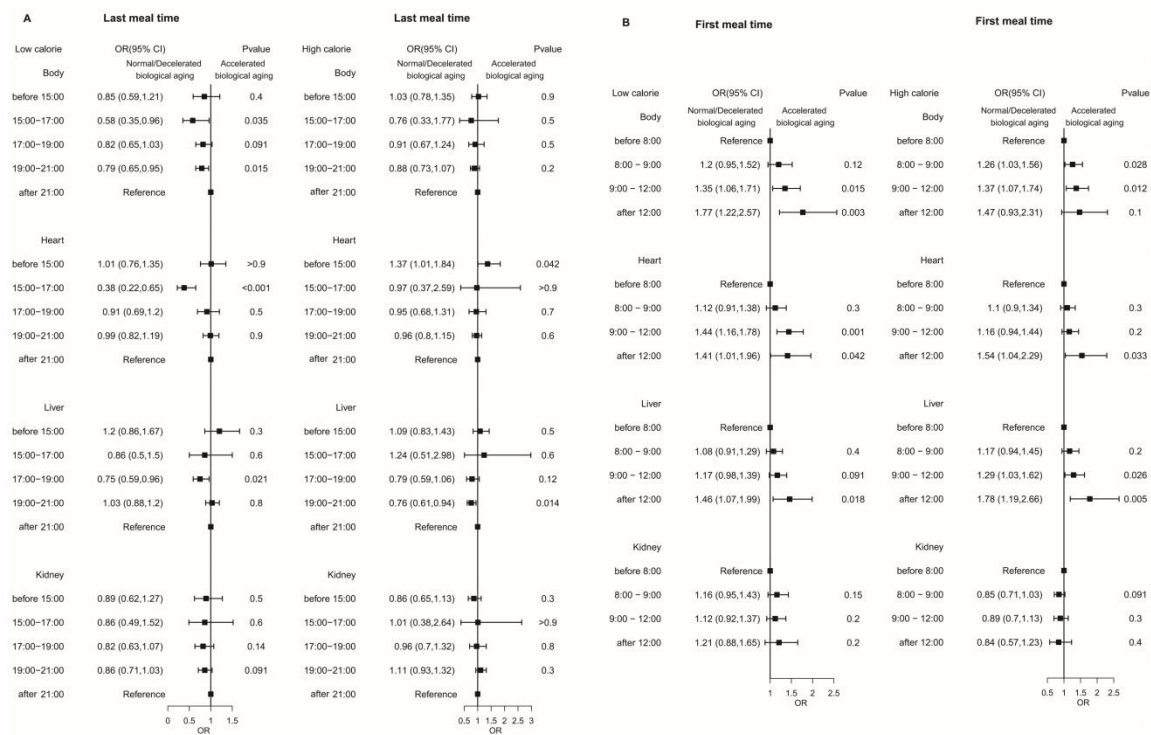 A Last meal time Last meal time
Low calorie OR(95% CI) Pvalue High calorie OR(95% CI) Pvalue
Body Normal/Decelerated biological aging Accelerated biological aging Body Normal/Decelerated biological aging Accelerated biological aging
before 15:00 0.85 (0.59,1.21) 0.4 before 15:00 1.03 (0.78,1.35) 0.9
15:00−17:00 0.58 (0.35,0.96) 0.035 15:00−17:00 0.76 (0.33,1.77) 0.5
17:00−19:00 0.82 (0.65,1.03) 0.091 17:00−19:00 0.91 (0.67,1.24) 0.5
19:00−21:00 0.79 (0.65,0.95) 0.015 19:00−21:00 0.88 (0.73,1.07) 0.2
after 21:00 Reference after 21:00 Reference
Heart Heart
before 15:00 1.01 (0.76,1.35) >0.9 before 15:00 1.37 (1.01,1.84) 0.042
15:00−17:00 0.38 (0.22,0.65) <0.001 15:00−17:00 0.97 (0.37,2.59) >0.9
17:00−19:00 0.91 (0.69,1.2) 0.5 17:00−19:00 0.95 (0.68,1.31) 0.7
19:00−21:00 0.99 (0.82,1.19) 0.9 19:00−21:00 0.96 (0.8,1.15) 0.6
after 21:00 Reference after 21:00 Reference
Liver Liver
before 15:00 1.2 (0.86,1.67) 0.3 before 15:00 1.09 (0.83,1.43) 0.5
15:00−17:00 0.86 (0.5,1.5) 0.6 15:00−17:00 1.24 (0.51,2.98) 0.6
17:00−19:00 0.75 (0.59,0.96) 0.021 17:00−19:00 0.79 (0.59,1.06) 0.12
19:00−21:00 1.03 (0.88,1.2) 0.8 19:00−21:00 0.76 (0.61,0.94) 0.014
after 21:00 Reference after 21:00 Reference
Kidney Kidney
before 15:00 0.89 (0.62,1.27) 0.5 before 15:00 0.86 (0.65,1.13) 0.3
15:00−17:00 0.86 (0.49,1.52) 0.6 15:00−17:00 1.01 (0.38,2.64) >0.9
17:00−19:00 0.82 (0.63,1.07) 0.14 17:00−19:00 0.96 (0.7,1.32) 0.8
19:00−21:00 0.86 (0.71,1.03) 0.091 19:00−21:00 1.11 (0.93,1.32) 0.3
after 21:00 Reference after 21:00 Reference
0 0.5 1 1.5 0.5 1 1.5 2 2.5 3
OR OR
B First meal time First meal time
Low calorie OR(95% CI) Pvalue High calorie OR(95% CI) Pvalue
Body Normal/Decelerated biological aging Accelerated biological aging Body Normal/Decelerated biological aging Accelerated biological aging
before 8:00 Reference before 8:00 Reference
8:00 − 9:00 1.2 (0.95,1.52) 0.12 8:00 − 9:00 1.26 (1.03,1.56) 0.028
9:00 − 12:00 1.35 (1.06,1.71) 0.015 9:00 − 12:00 1.37 (1.07,1.74) 0.012
after 12:00 1.77 (1.22,2.57) 0.003 after 12:00 1.47 (0.93,2.31) 0.1
Heart Heart
before 8:00 Reference before 8:00 Reference
8:00 − 9:00 1.12 (0.91,1.38) 0.3 8:00 − 9:00 1.1 (0.9,1.34) 0.3
9:00 − 12:00 1.44 (1.16,1.78) 0.001 9:00 − 12:00 1.16 (0.94,1.44) 0.2
after 12:00 1.41 (1.01,1.96) 0.042 after 12:00 1.54 (1.04,2.29) 0.033
Liver Liver
before 8:00 Reference before 8:00 Reference
8:00 − 9:00 1.08 (0.91,1.29) 0.4 8:00 − 9:00 1.17 (0.94,1.45) 0.2
9:00 − 12:00 1.17 (0.98,1.39) 0.091 9:00 − 12:00 1.29 (1.03,1.62) 0.026
after 12:00 1.46 (1.07,1.99) 0.018 after 12:00 1.78 (1.19,2.66) 0.005
Kidney Kidney
before 8:00 Reference before 8:00 Reference
8:00 − 9:00 1.16 (0.95,1.43) 0.15 8:00 − 9:00 0.85 (0.71,1.03) 0.091
9:00 − 12:00 1.12 (0.92,1.37) 0.2 9:00 − 12:00 0.89 (0.7,1.13) 0.3
after 12:00 1.21 (0.88,1.65) 0.2 after 12:00 0.84 (0.57,1.23) 0.4
1 1.5 2 2.5 0.5 1 1.5 2 2.5
OR OR